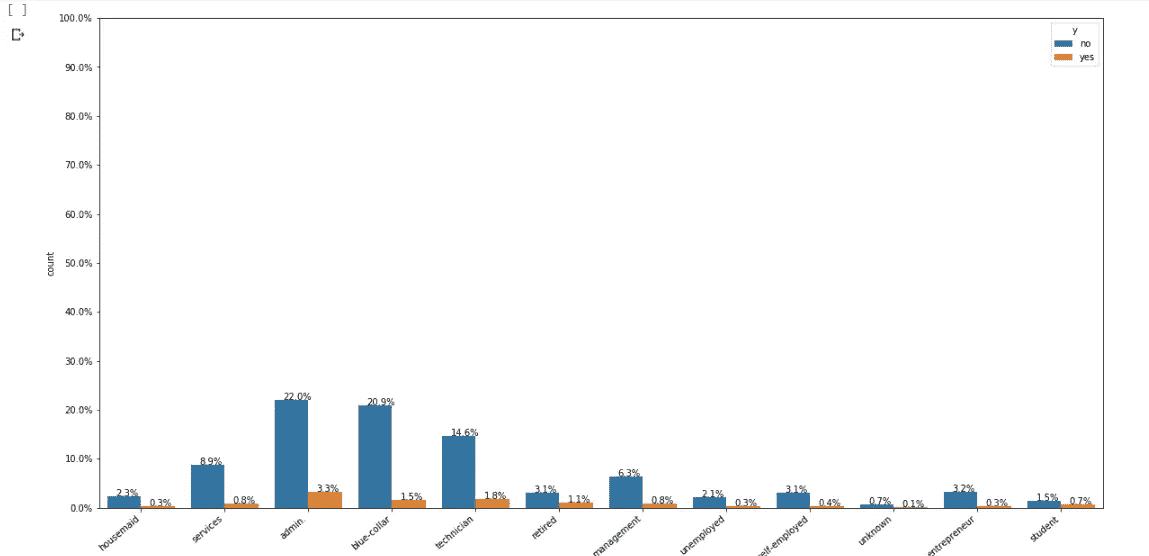 [ ]
100.0%
90.0%
80.0%
70.0%
60.0%
50.0%
40.0%
30.0%
20.0%
10.0%
0.0%
count
y
no
yes
2.3%
0.3%
8.9%
0.8%
22.0%
3.3%
20.9%
1.5%
14.6%
1.8%
3.1%
1.1%
6.3%
0.8%
2.1%
0.3%
3.1%
0.4%
0.7%
0.1%
3.2%
0.3%
1.5%
0.7%
housemaid
services
admin.
blue-collar
technician
retired
management
unemployed
self-employed
unknown
entrepreneur
student